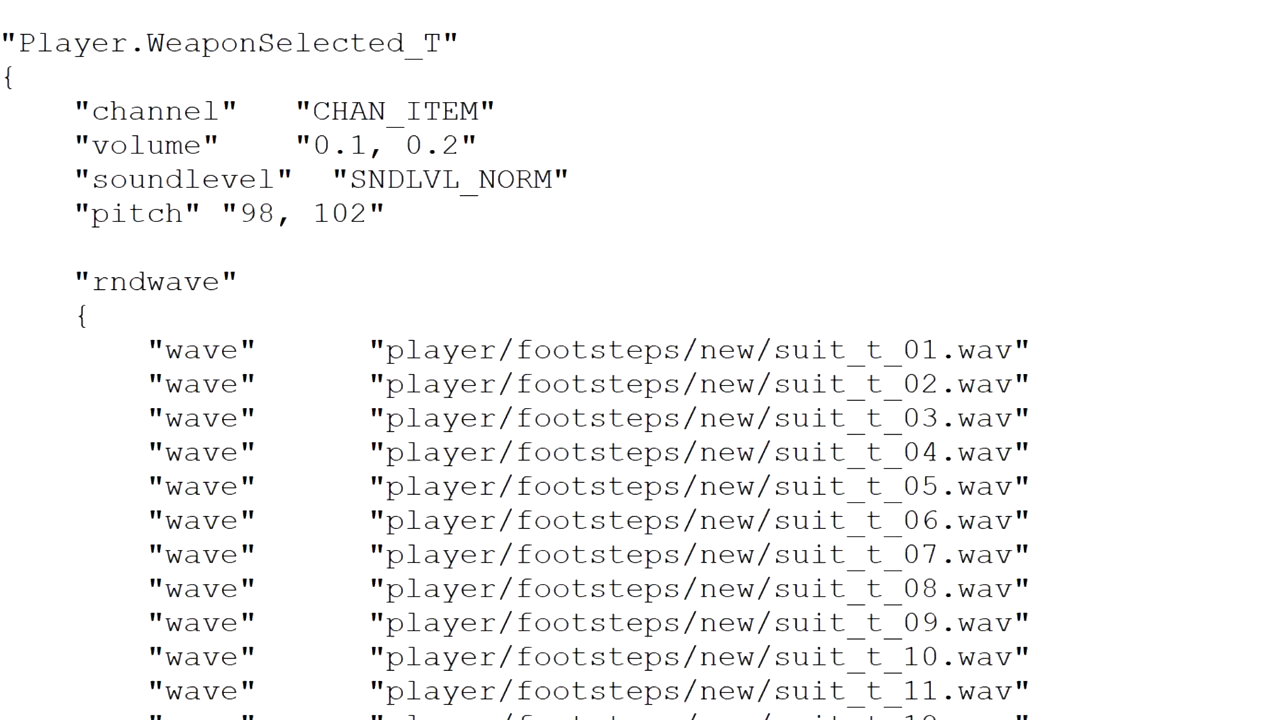 "Player.WeaponSelected_T"
{
"channel" "CHAN_ITEM"
"volume" "0.1, 0.2"
"soundlevel" "SNDLVL_NORM"
"pitch" "98, 102"
"rndwave"
{
"wave" "player/footsteps/new/suit_t_01.wav"
"wave" "player/footsteps/new/suit_t_02.wav"
"wave" "player/footsteps/new/suit_t_03.wav"
"wave" "player/footsteps/new/suit_t_04.wav"
"wave" "player/footsteps/new/suit_t_05.wav"
"wave" "player/footsteps/new/suit_t_06.wav"
"wave" "player/footsteps/new/suit_t_07.wav"
"wave" "player/footsteps/new/suit_t_08.wav"
"wave" "player/footsteps/new/suit_t_09.wav"
"wave" "player/footsteps/new/suit_t_10.wav"
"wave" "player/footsteps/new/suit_t_11.wav"